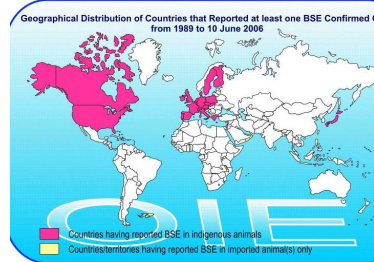 Geographical Distribution of Countries that Reported at least one BSE Confirmed C
from 1989 to 10 June 2006
OIE
Countries having reported BSE in indigenous animals
Countries/territories having reported BSE in imported animal(s) only